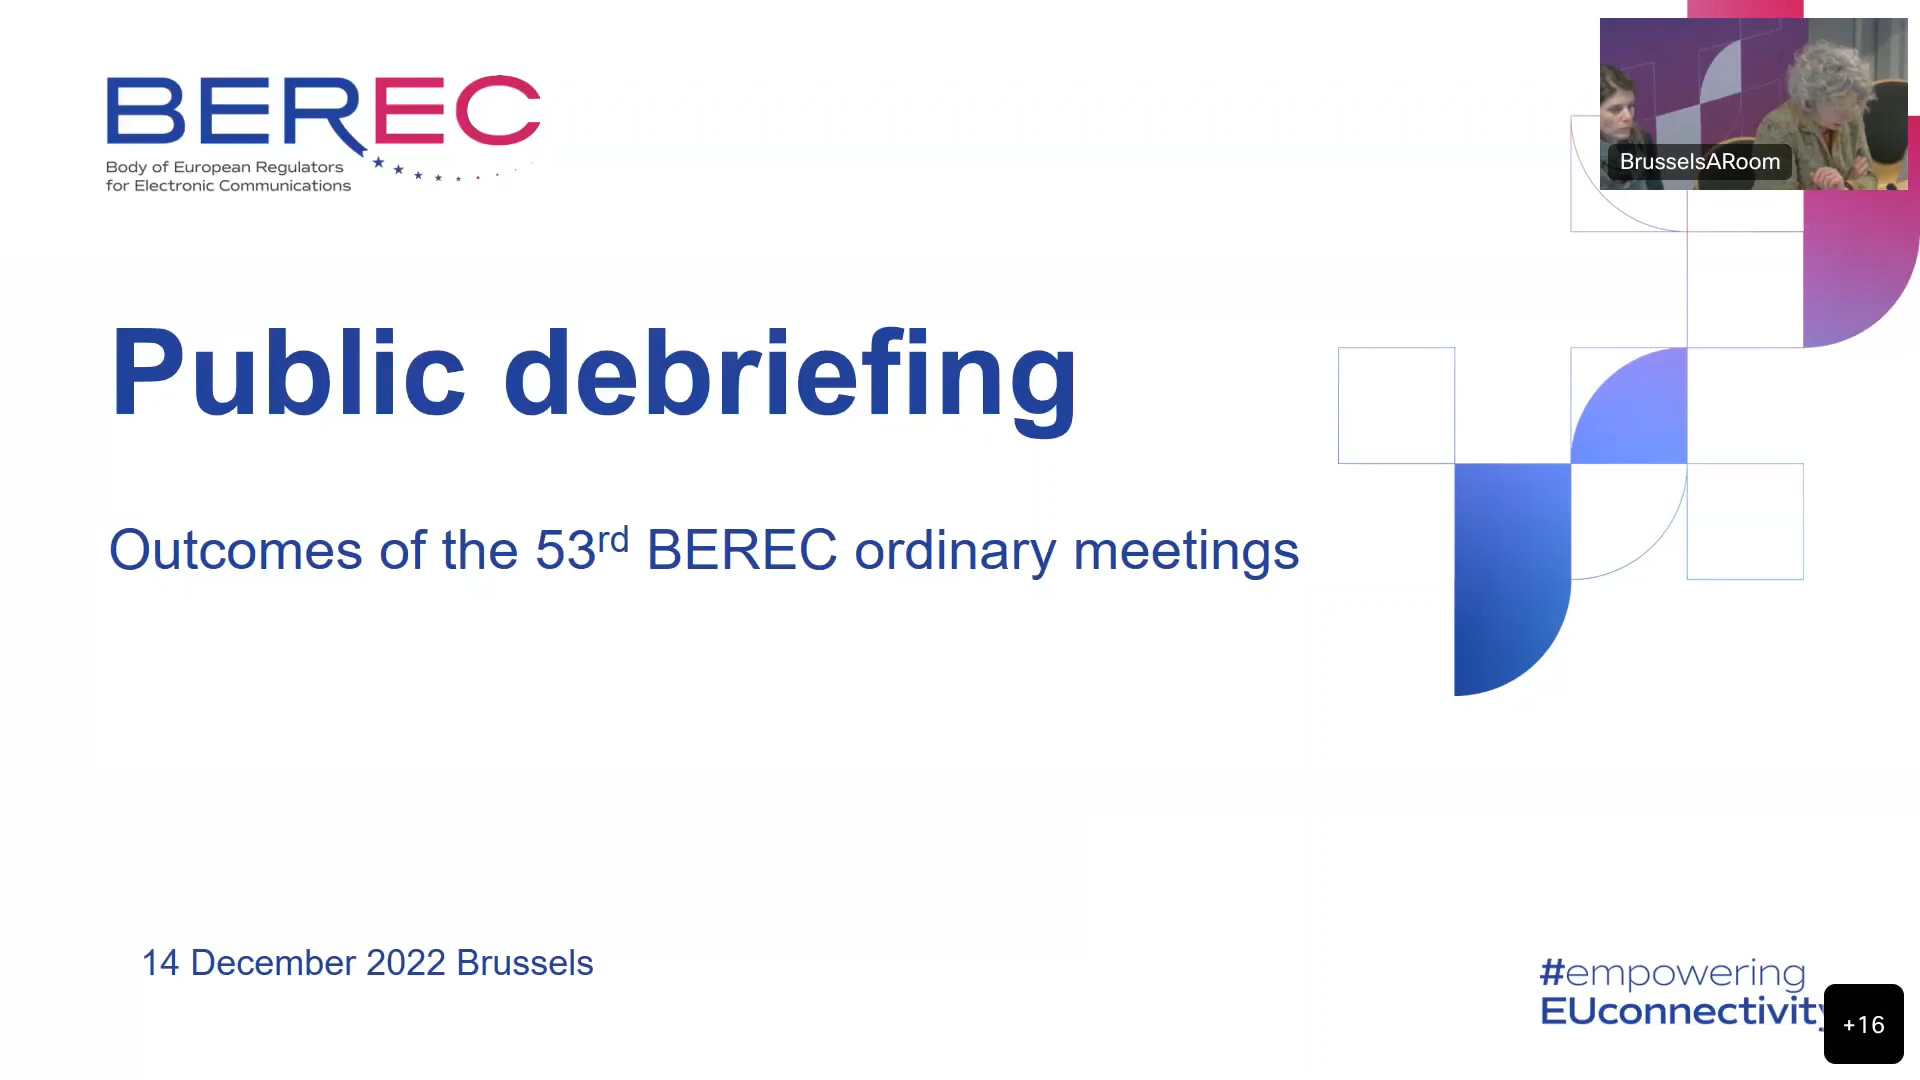 BEREC
Body of European Regulators
for Electronic Communications
BrusselsARoom
Public debriefing
Outcomes of the 53rd BEREC ordinary meetings
14 December 2022 Brussels
#empowering
EUconnectivity
+16